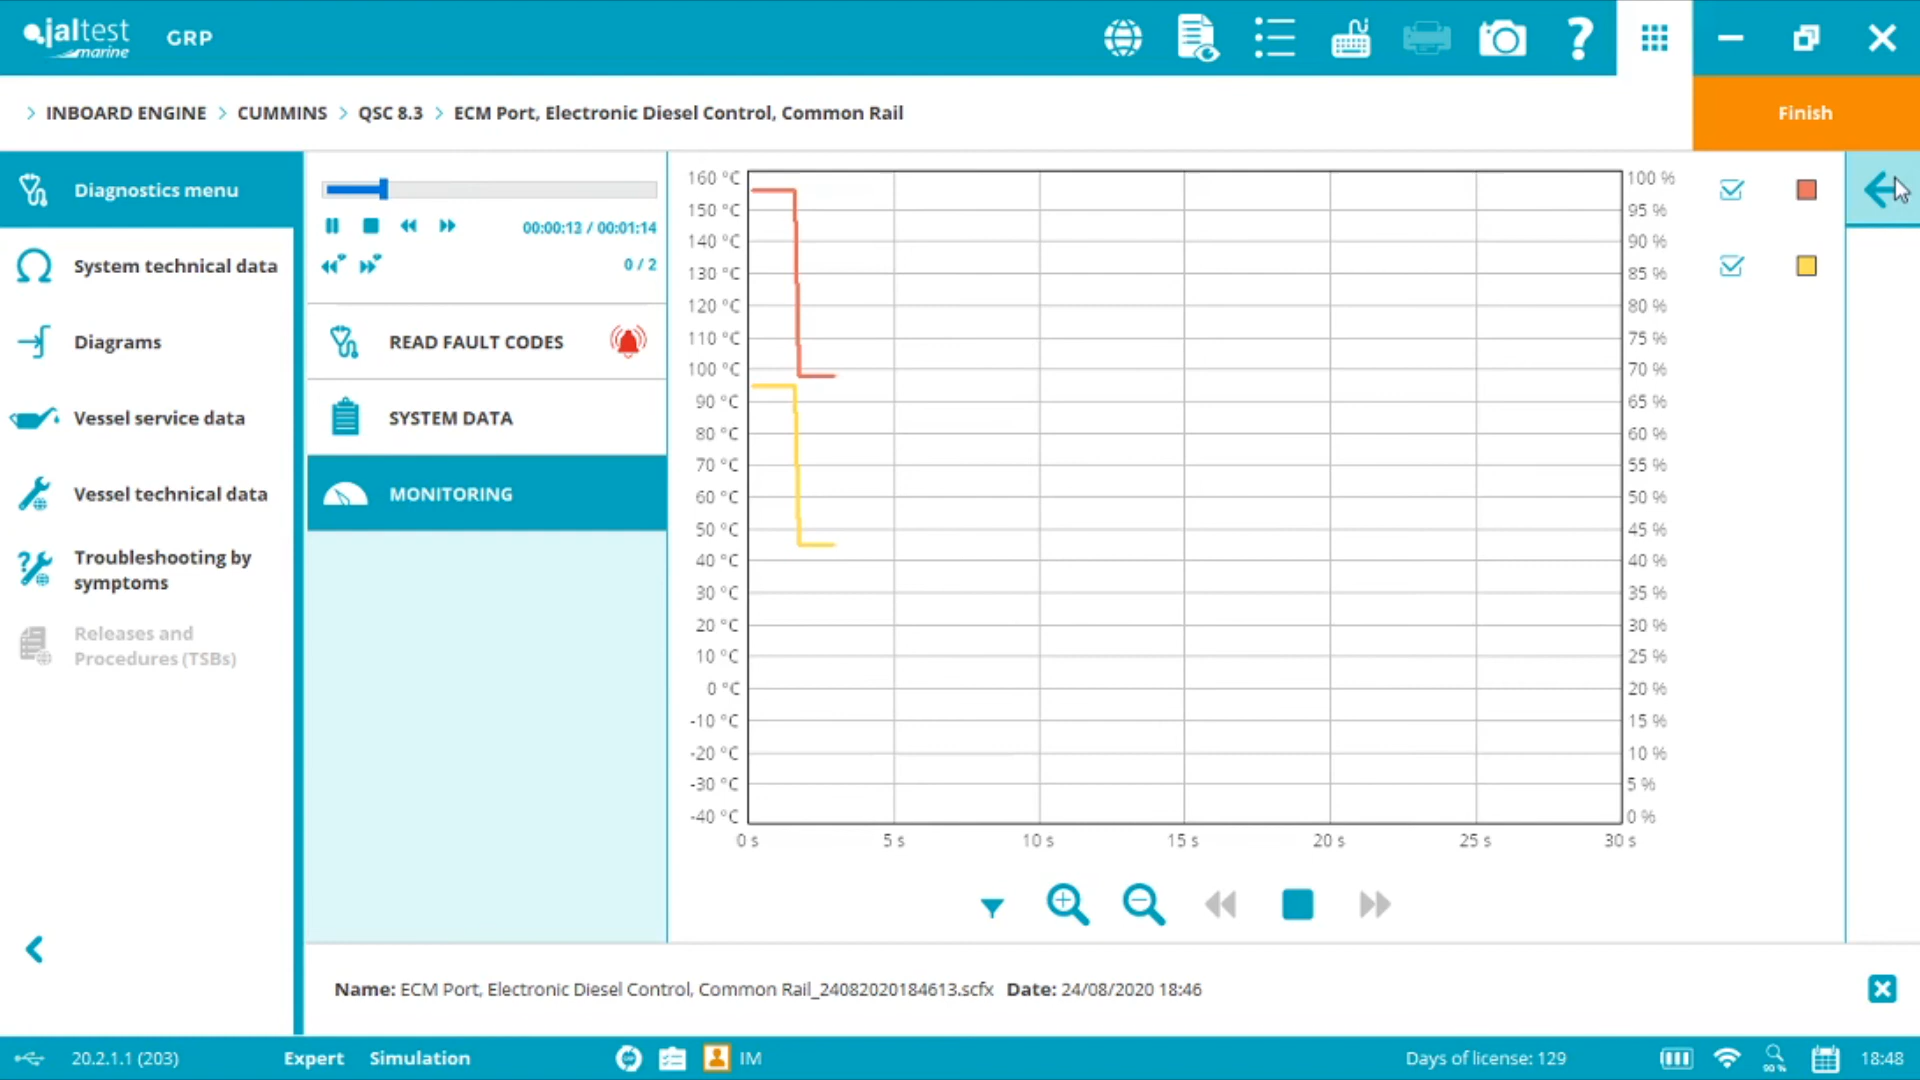 jaltest marine
GRP
INBOARD ENGINE > CUMMINS > QSC 8.3 > ECM Port, Electronic Diesel Control, Common Rail
Finish
Diagnostics menu
System technical data
Diagrams
Vessel service data
Vessel technical data
Troubleshooting by
symptoms
Releases and
Procedures (TSBs)
00:00:13 / 00:01:14
0 / 2
READ FAULT CODES
SYSTEM DATA
MONITORING
160 °C
150 °C
140 °C
130 °C
120 °C
110 °C
100 °C
90 °C
80 °C
70 °C
60 °C
50 °C
40 °C
30 °C
20 °C
10 °C
0 °C
-10 °C
-20 °C
-30 °C
-40 °C
100 %
95 %
90 %
85 %
80 %
75 %
70 %
65 %
60 %
55 %
50 %
45 %
40 %
35 %
30 %
25 %
20 %
15 %
10 %
5 %
0 %
0 s
5 s
10 s
15 s
20 s
25 s
30 s
Name: ECM Port, Electronic Diesel Control, Common Rail_24082020184613.scfx Date: 24/08/2020 18:46
20.2.1.1 (203)
Expert
Simulation
IM
Days of license: 129
90 %
18:48